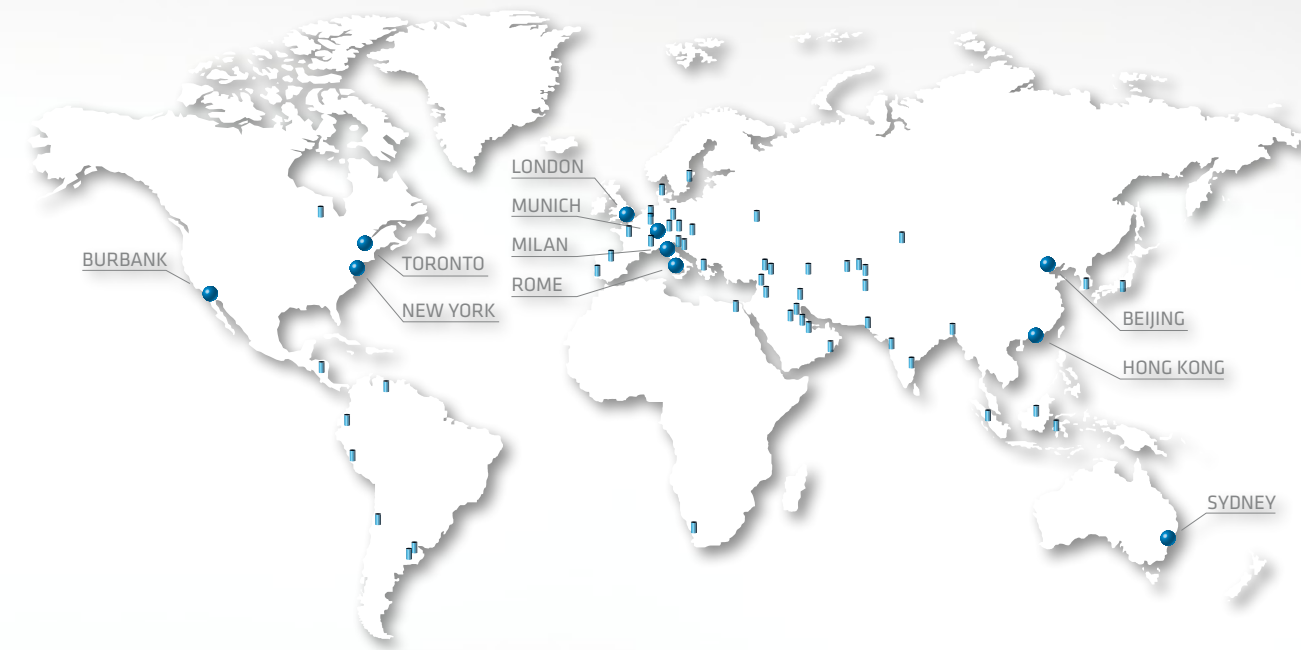 LONDON
MUNICH
MILAN
ROME
BURBANK
TORONTO
NEW YORK
BEIJING
HONG KONG
SYDNEY